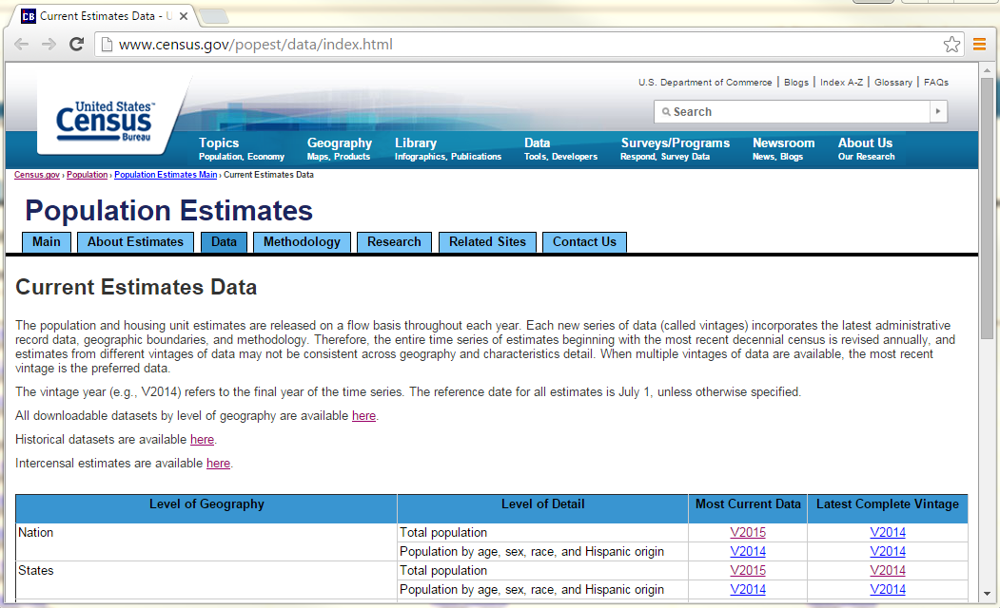 CB Current Estimates Data - U
www.census.gov/popest/data/index.html
U.S. Department of Commerce | Blogs | Index A-Z | Glossary | FAQs
United States™
Census
Bureau
Search
Topics Geography Library Data Surveys/Programs Newsroom About Us
Population, Economy Maps, Products Infographics, Publications Tools, Developers Respond, Survey Data News, Blogs Our Research
Census.gov › Population › Population Estimates Main › Current Estimates Data
Population Estimates
Main About Estimates Data Methodology Research Related Sites Contact Us
Current Estimates Data
The population and housing unit estimates are released on a flow basis throughout each year. Each new series of data (called vintages) incorporates the latest administrative
record data, geographic boundaries, and methodology. Therefore, the entire time series of estimates beginning with the most recent decennial census is revised annually, and
estimates from different vintages of data may not be consistent across geography and characteristics detail. When multiple vintages of data are available, the most recent
vintage is the preferred data.
The vintage year (e.g., V2014) refers to the final year of the time series. The reference date for all estimates is July 1, unless otherwise specified.
All downloadable datasets by level of geography are available here.
Historical datasets are available here.
Intercensal estimates are available here.
Level of Geography Level of Detail Most Current Data Latest Complete Vintage
Nation Total population V2015 V2014
Population by age, sex, race, and Hispanic origin V2014 V2014
States Total population V2015 V2014
Population by age, sex, race, and Hispanic origin V2014 V2014